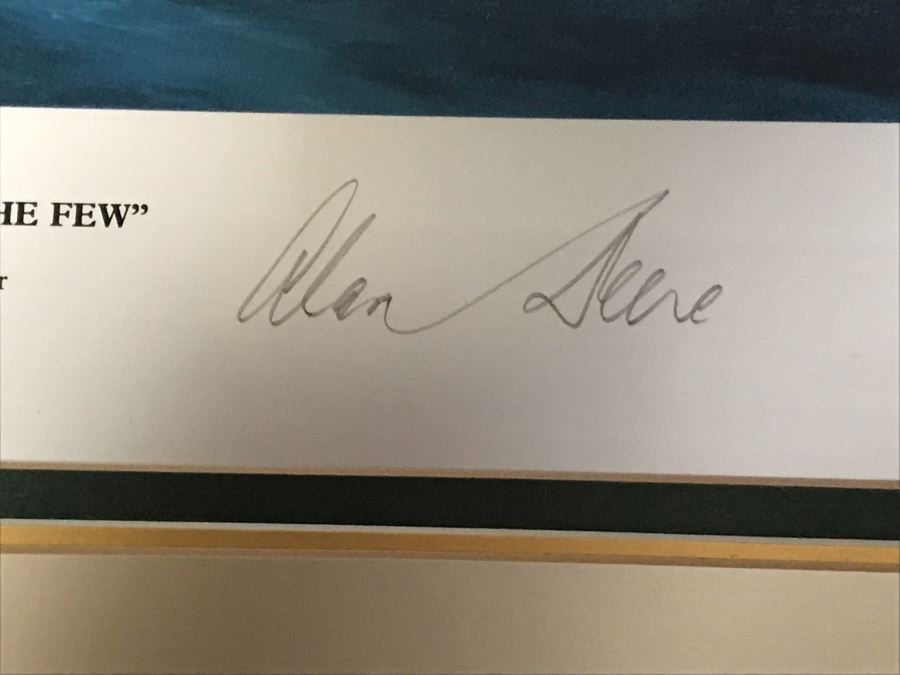 HE FEW”
Alan Deere
r